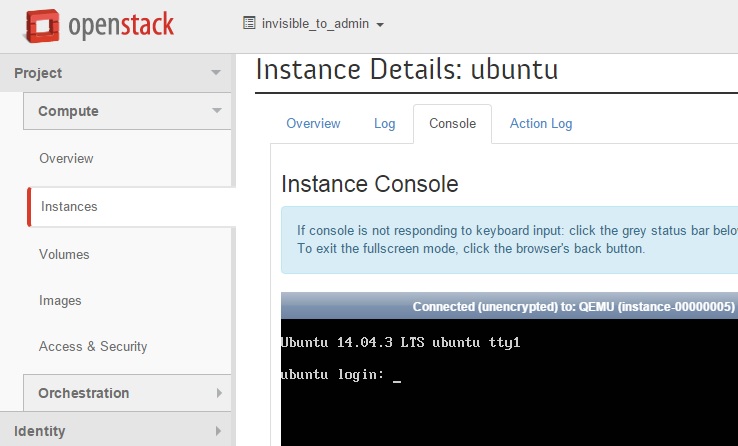 openstack
invisible_to_admin
Project
Compute
Overview
Instances
Volumes
Images
Access & Security
Orchestration
Identity
Instance Details: ubuntu
Overview
Log
Console
Action Log
Instance Console
If console is not responding to keyboard input: click the grey status bar
To exit the fullscreen mode, click the browser's back button.
Connected (unencrypted) to: QEMU (instance-00000005)
Ubuntu 14.04.3 LTS ubuntu tty1
ubuntu login: _